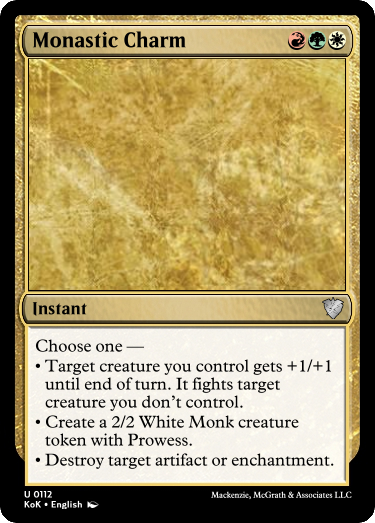 Monastic Charm
Instant
Choose one —
• Target creature you control gets +1/+1
until end of turn. It fights target
creature you don't control.
• Create a 2/2 White Monk creature
token with Prowess.
• Destroy target artifact or enchantment.
U 0112
KoK • English
Mackenzie, McGrath & Associates LLC